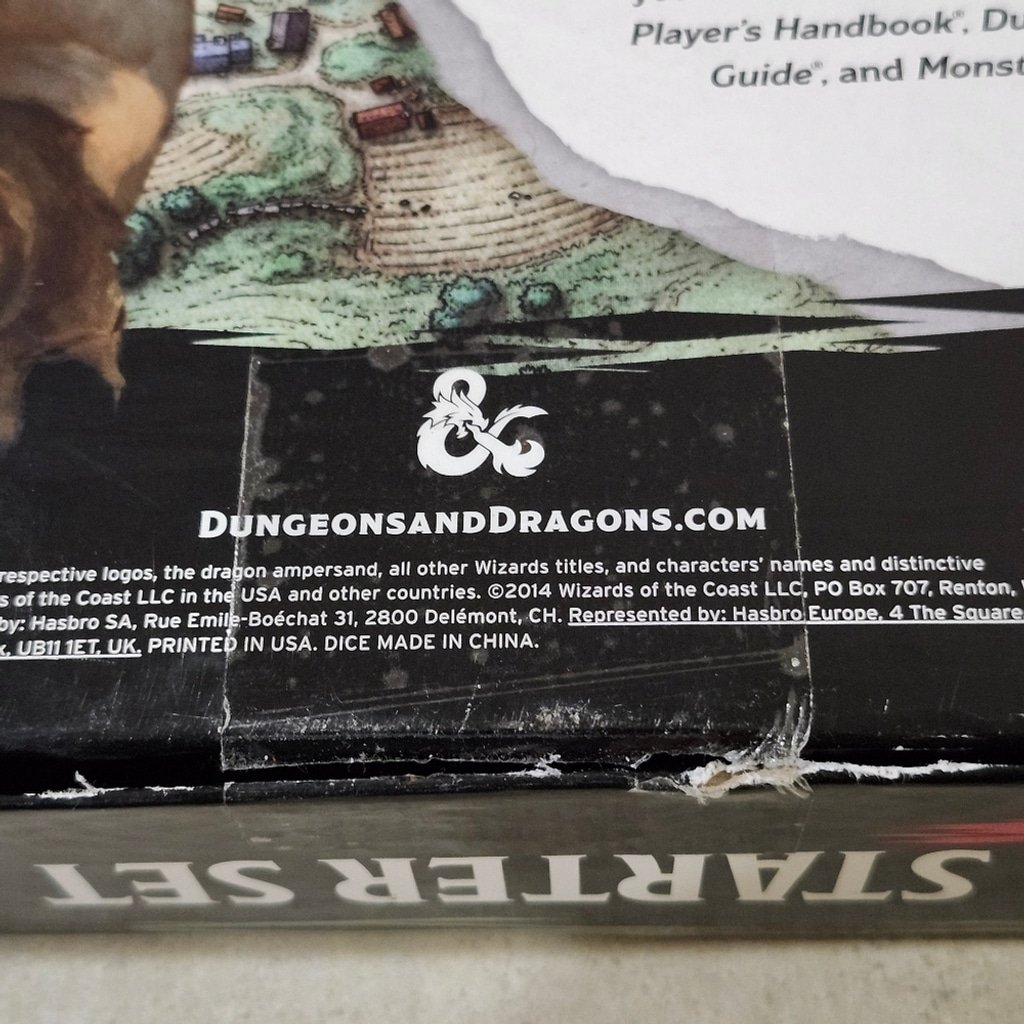 Player's Handbook®, Du
Guide®, and Monst
&
DUNGEONSANDDRAGONS.COM
respective logos, the dragon ampersand, all other Wizards titles, and characters' names and distinctive
s of the Coast LLC in the USA and other countries. ©2014 Wizards of the Coast LLC, PO Box 707, Renton,
by: Hasbro SA, Rue Emile-Boéchat 31, 2800 Delémont, CH. Represented by: Hasbro Europe, 4 The Square
, UB11 1ET. UK. PRINTED IN USA. DICE MADE IN CHINA.
STARTER SET